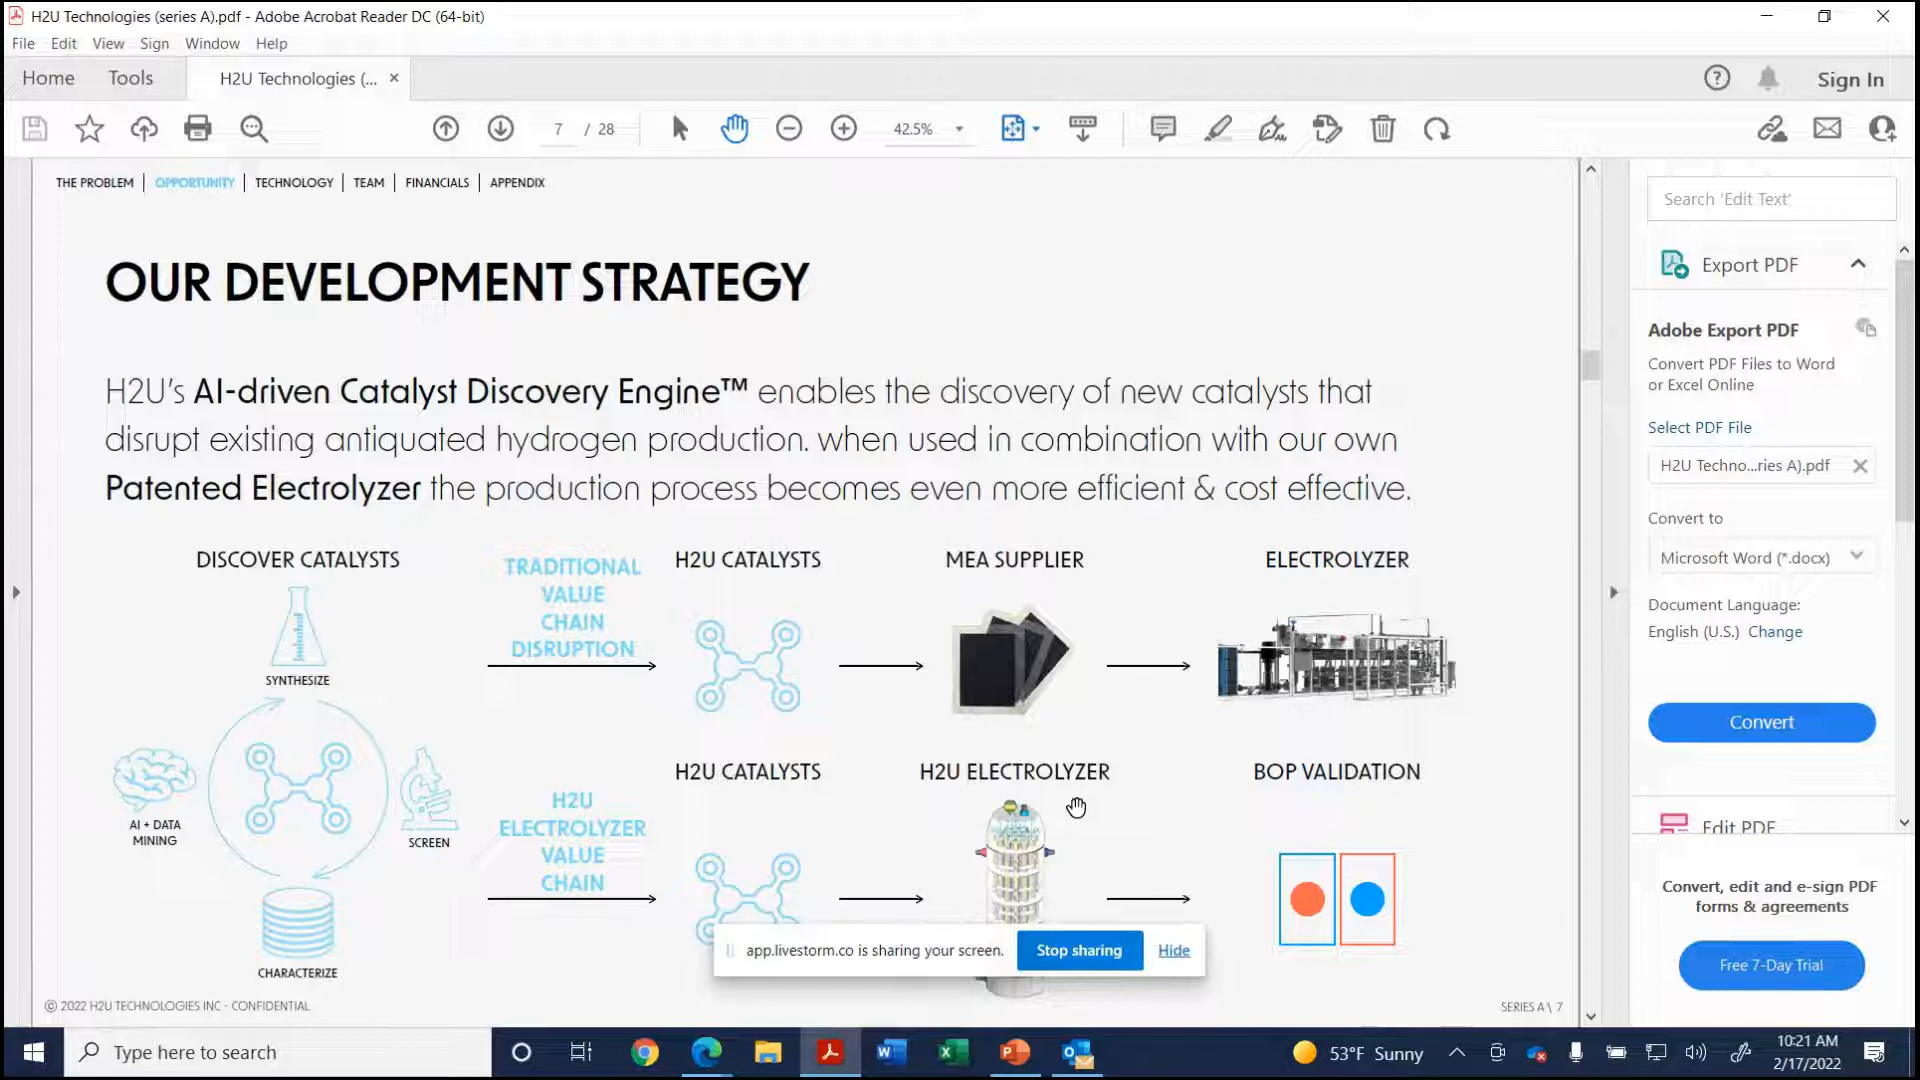 H2U Technologies (series A).pdf - Adobe Acrobat Reader DC (64-bit)
File Edit View Sign Window Help
Home Tools H2U Technologies (... Sign In
7 / 28 42.5%
THE PROBLEM | OPPORTUNITY | TECHNOLOGY | TEAM | FINANCIALS | APPENDIX
OUR DEVELOPMENT STRATEGY
H2U's AI-driven Catalyst Discovery Engine™ enables the discovery of new catalysts that
disrupt existing antiquated hydrogen production. when used in combination with our own
Patented Electrolyzer the production process becomes even more efficient & cost effective.
DISCOVER CATALYSTS
SYNTHESIZE
AI + DATA
MINING
SCREEN
CHARACTERIZE
TRADITIONAL
VALUE
CHAIN
DISRUPTION
H2U CATALYSTS
MEA SUPPLIER
ELECTROLYZER
H2U
ELECTROLYZER
VALUE
CHAIN
H2U CATALYSTS
H2U ELECTROLYZER
BOP VALIDATION
app.livestorm.co is sharing your screen. Stop sharing Hide
© 2022 H2U TECHNOLOGIES INC - CONFIDENTIAL
SERIES A \ 7
Search 'Edit Text'
Export PDF
Adobe Export PDF
Convert PDF Files to Word
or Excel Online
Select PDF File
H2U Techno...ries A).pdf
Convert to
Microsoft Word (*.docx)
Document Language:
English (U.S.) Change
Convert
Edit PDF
Convert, edit and e-sign PDF
forms & agreements
Free 7-Day Trial
Type here to search
53°F Sunny
10:21 AM
2/17/2022